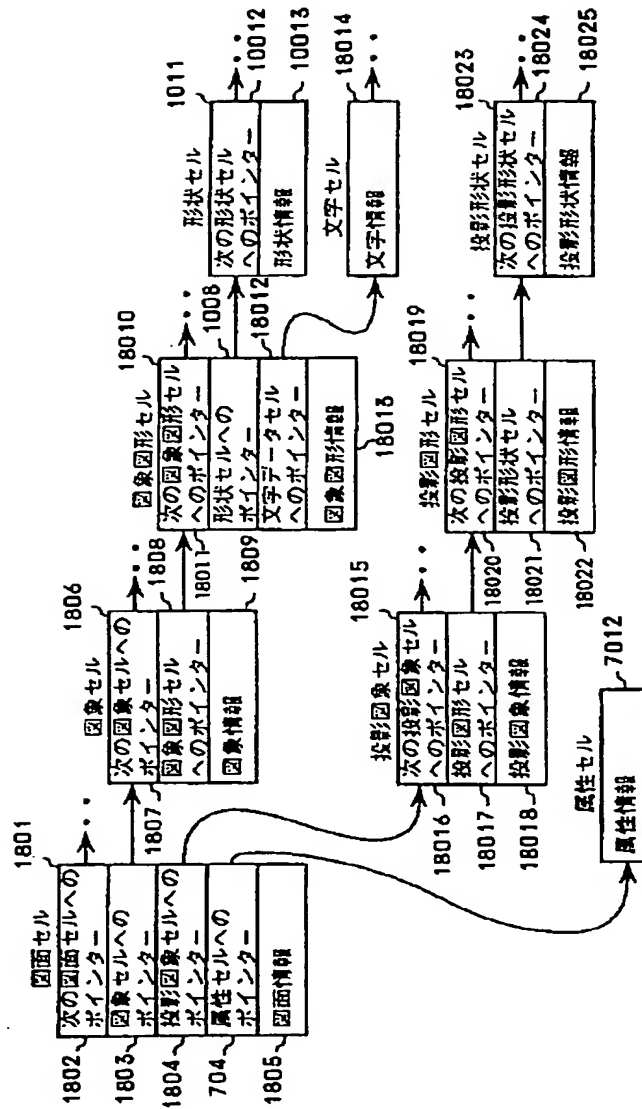 図面セル
1801
次の図面セルへの
ポインター
1802
図象セルへの
ポインター
1803
投影図象セルへの
ポインター
1804
属性セルへの
ポインター
704
図面情報
1805
図象セル
1806
次の図象セルへの
ポインター
1807
図象図形セル
へのポインター
1808
図象情報
1809
図象図形セル
18010
次の図象図形セル
へのポインター
18011
形状セルへの
ポインター
1008
文字データセル
へのポインター
18012
図象図形情報
18013
形状セル
1011
次の形状セル
へのポインター
10012
形状情報
10013
文字セル
18014
文字情報
投影図象セル
18015
次の投影図象セル
へのポインター
18016
投影図形セル
へのポインター
18017
投影図象情報
18018
投影図形セル
18019
次の投影図形セル
へのポインター
18020
投影形状セル
へのポインター
18021
投影図形情報
18022
投影形状セル
18023
次の投影形状セル
へのポインター
18024
投影形状情報
18025
属性セル
7012
属性情報